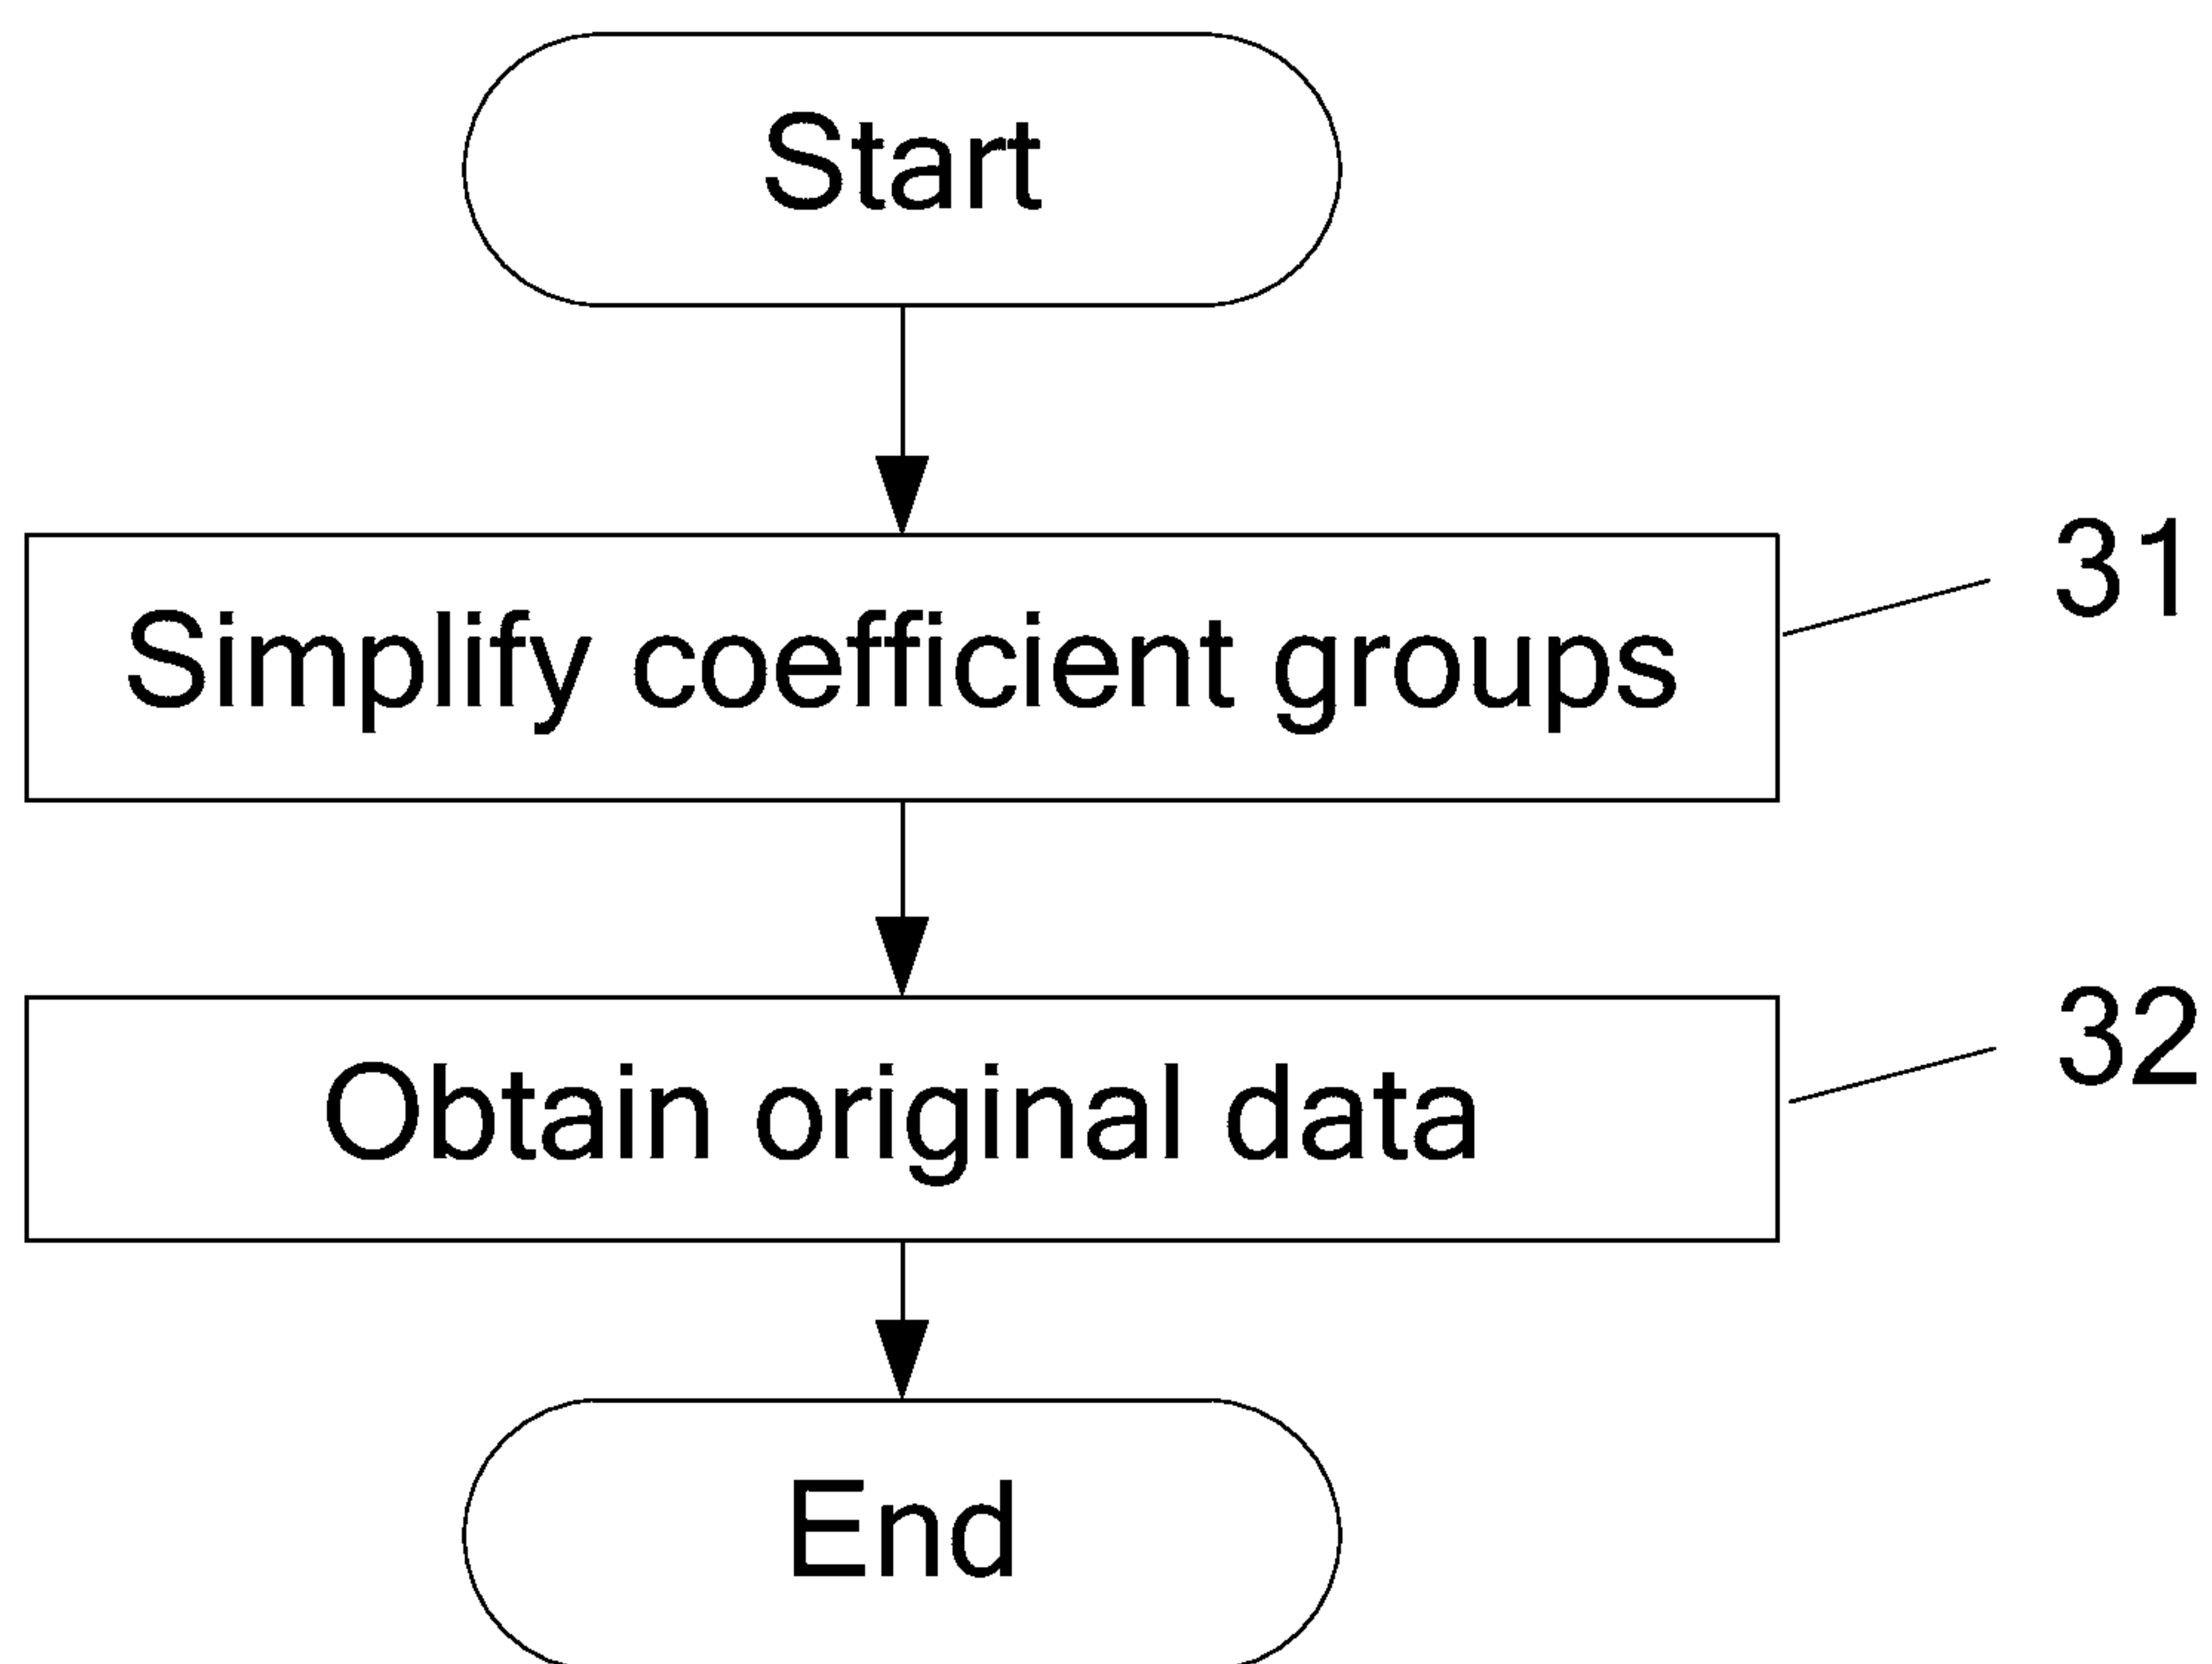 Start
31
Simplify coefficient groups
32
Obtain original data
End